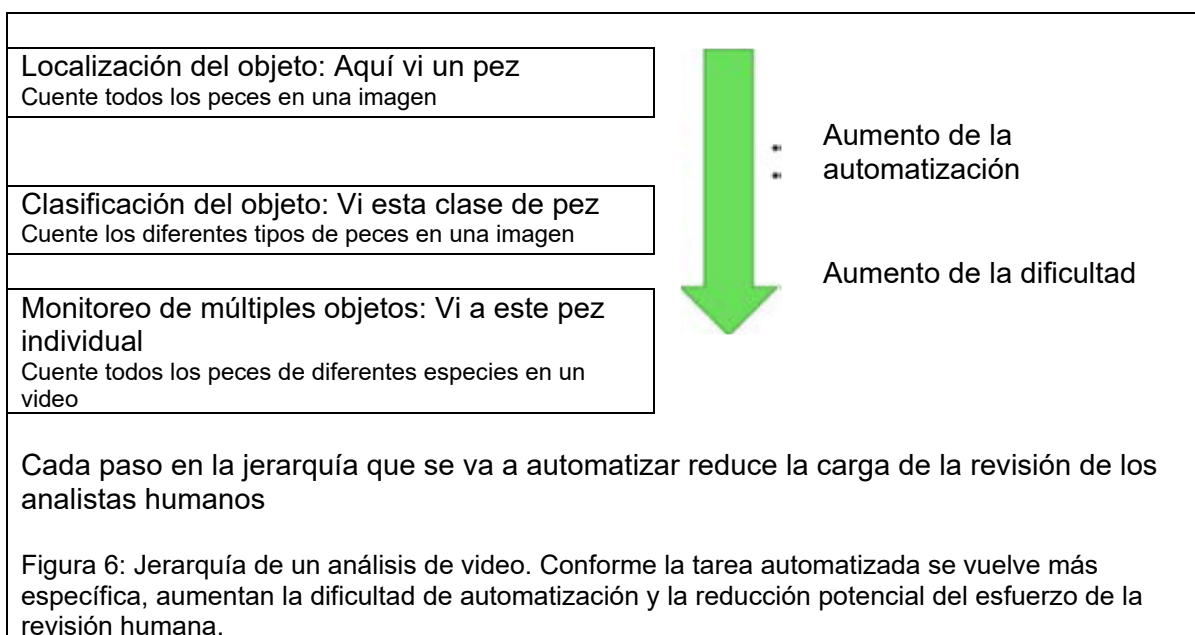 Localización del objeto: Aquí vi un pez
Cuente todos los peces en una imagen
Aumento de la
automatización
Clasificación del objeto: Vi esta clase de pez
Cuente los diferentes tipos de peces en una imagen
Aumento de la dificultad
Monitoreo de múltiples objetos: Vi a este pez
individual
Cuente todos los peces de diferentes especies en un
video
Cada paso en la jerarquía que se va a automatizar reduce la carga de la revisión de los
analistas humanos
Figura 6: Jerarquía de un análisis de video. Conforme la tarea automatizada se vuelve más
específica, aumentan la dificultad de automatización y la reducción potencial del esfuerzo de la
revisión humana.